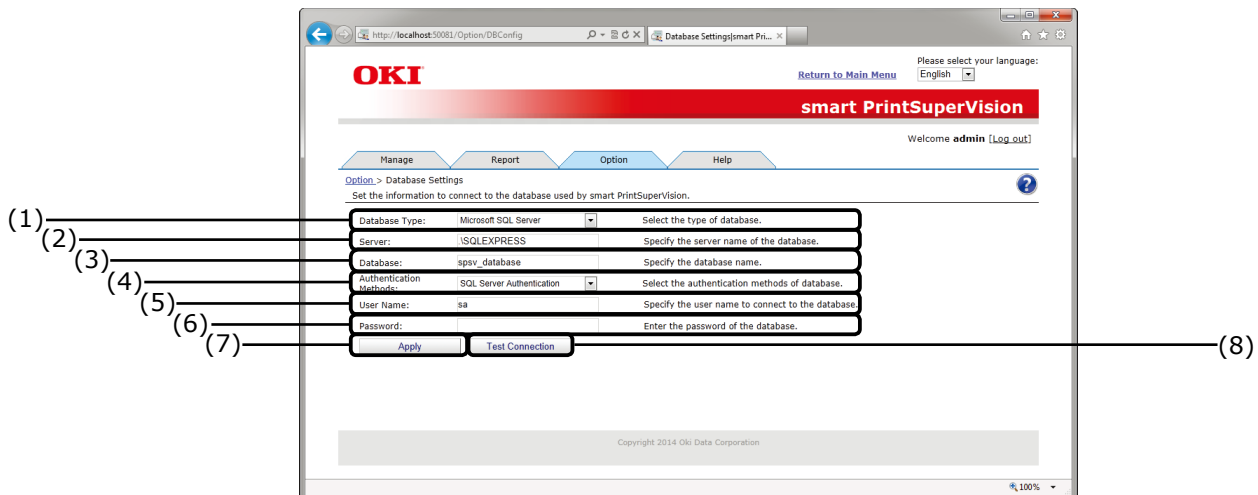 http://localhost:50081/Option/DBConfig
Database Settings|smart Pri...
OKI
Return to Main Menu
Please select your language:
English
smart PrintSuperVision
Welcome admin [Log out]
Manage Report Option Help
Option > Database Settings
Set the information to connect to the database used by smart PrintSuperVision.
(1) Database Type: Microsoft SQL Server Select the type of database.
(2) Server: .\SQLEXPRESS Specify the server name of the database.
(3) Database: spsv_database Specify the database name.
(4) Authentication Methods: SQL Server Authentication Select the authentication methods of database.
(5) User Name: sa Specify the user name to connect to the database.
(6) Password: Enter the password of the database.
(7) Apply Test Connection (8)
Copyright 2014 Oki Data Corporation
100%